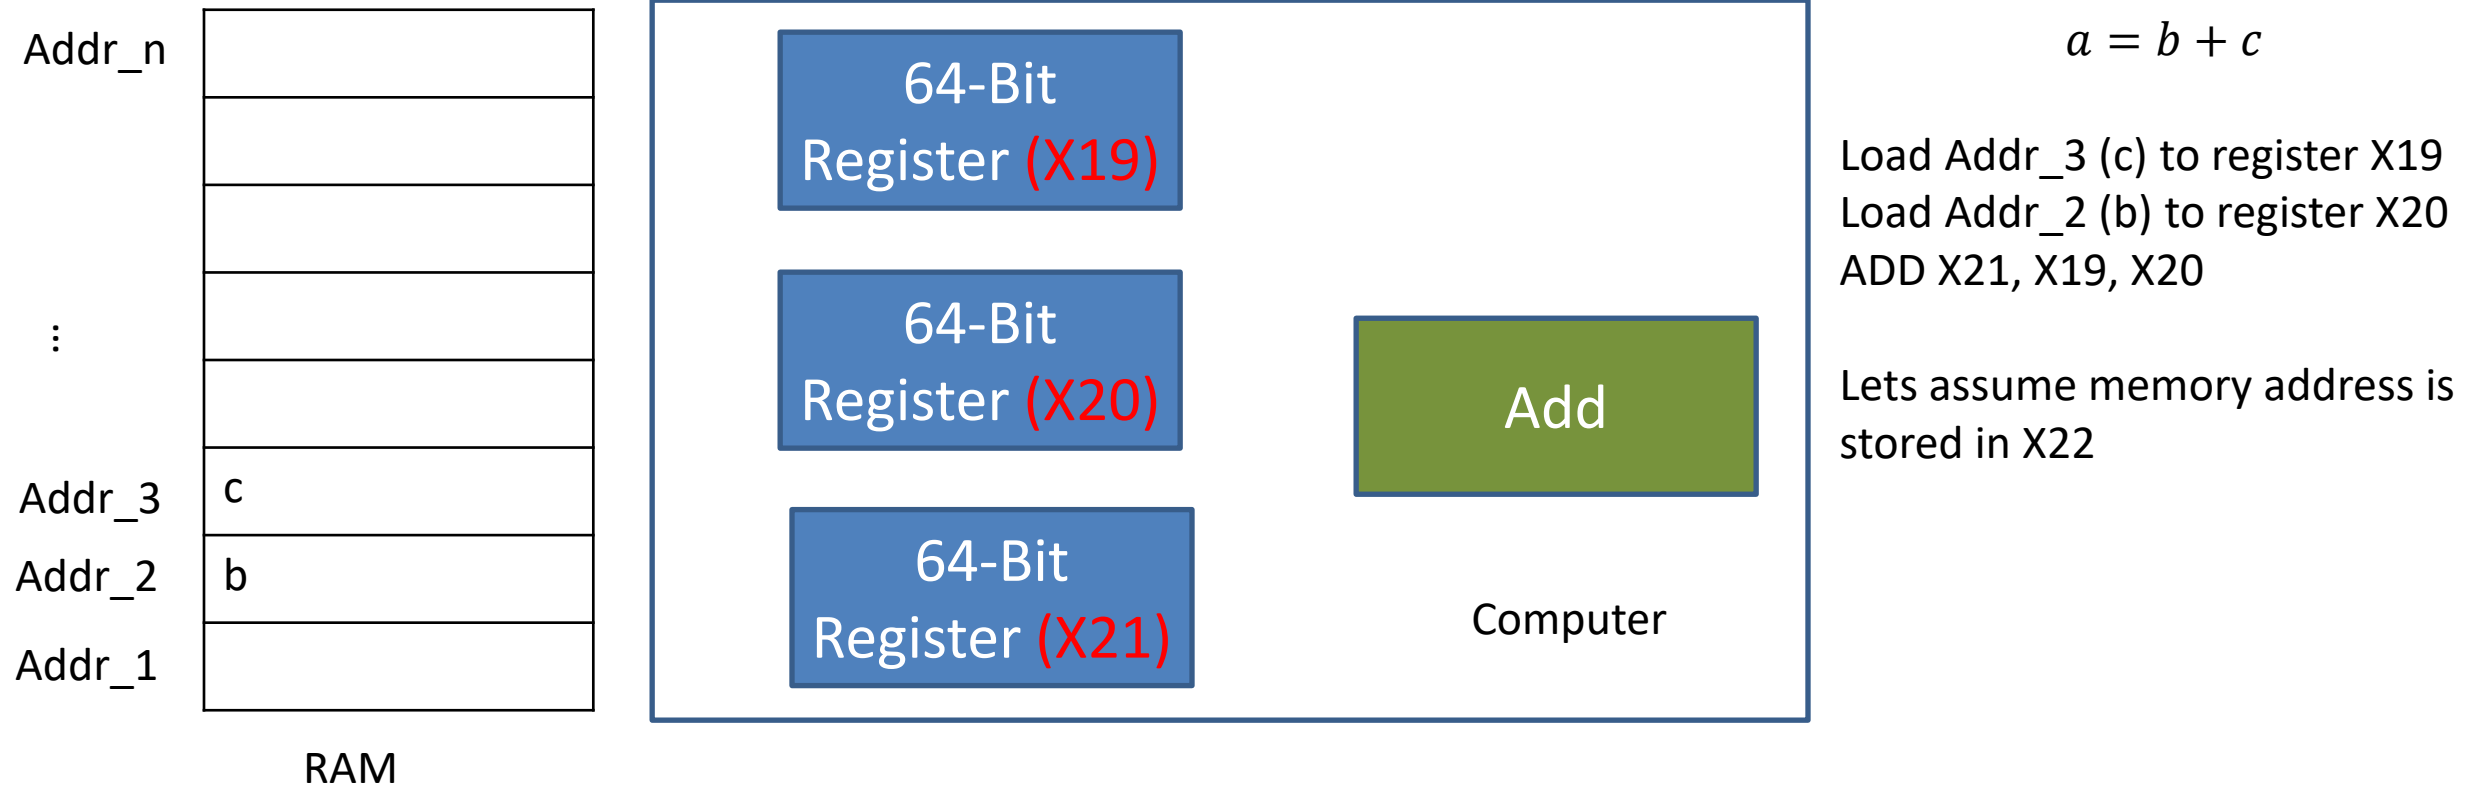 Addr_n
⋮
Addr_3
c
Addr_2
b
Addr_1
RAM
64-Bit
Register (X19)
64-Bit
Register (X20)
64-Bit
Register (X21)
Add
Computer
a = b + c
Load Addr_3 (c) to register X19
Load Addr_2 (b) to register X20
ADD X21, X19, X20
Lets assume memory address is
stored in X22